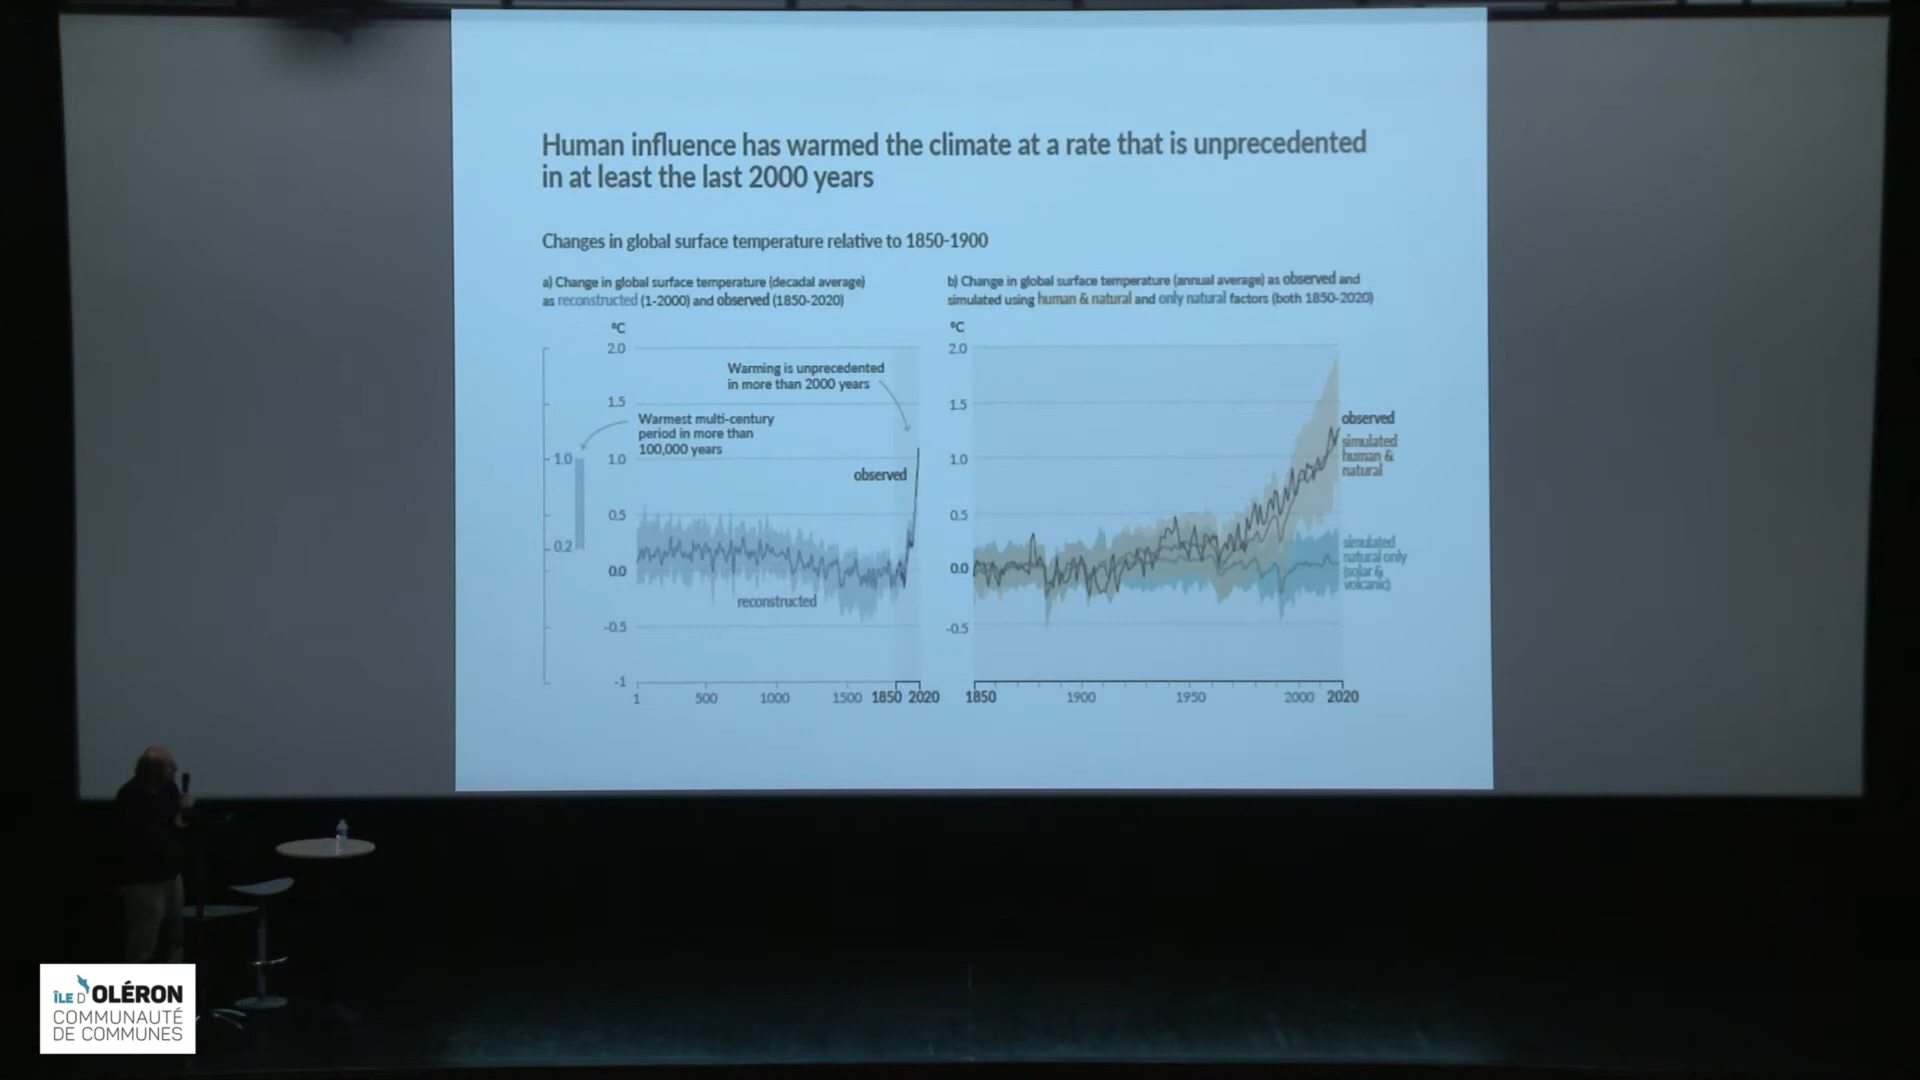 Human influence has warmed the climate at a rate that is unprecedented
in at least the last 2000 years
Changes in global surface temperature relative to 1850-1900
a) Change in global surface temperature (decadal average)
as reconstructed (1-2000) and observed (1850-2020)
ºC
2.0
1.5
1.0
0.5
0.0
-0.5
-1
1.0
0.2
Warming is unprecedented
in more than 2000 years
Warmest multi-century
period in more than
100,000 years
observed
reconstructed
1 500 1000 1500 1850 2020
b) Change in global surface temperature (annual average) as observed and
simulated using human & natural and only natural factors (both 1850-2020)
ºC
2.0
1.5
1.0
0.5
0.0
-0.5
observed
simulated
human &
natural
simulated
natural only
(solar &
volcanic)
1850 1900 1950 2000 2020
ÎLE D'OLÉRON
COMMUNAUTÉ
DE COMMUNES